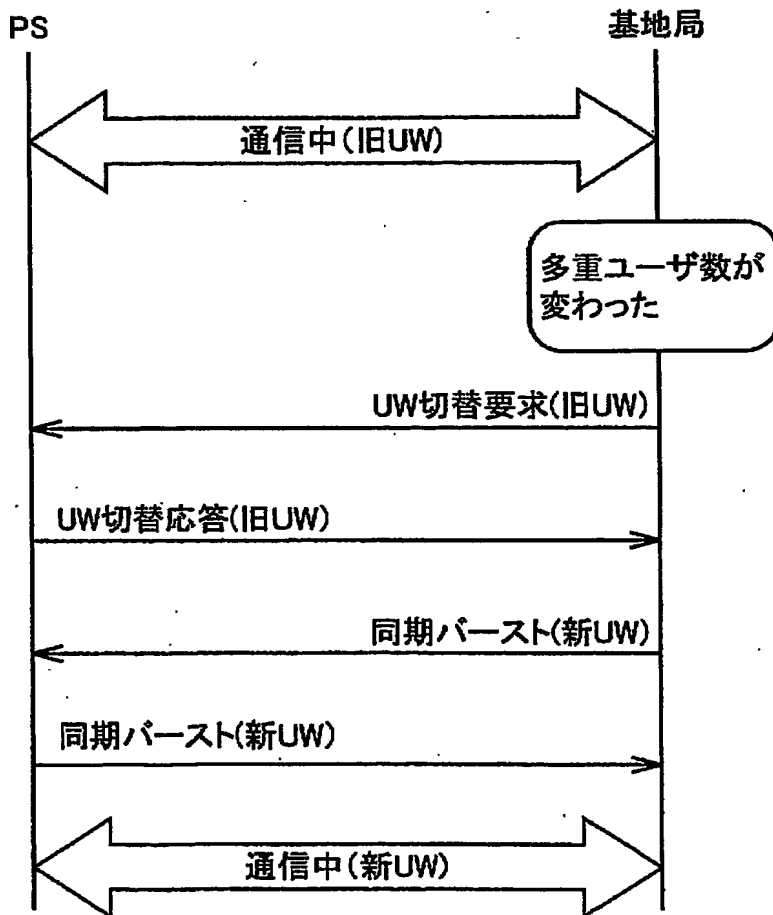 PS
基地局
通信中(旧UW)
多重ユーザ数が
変わった
UW切替要求(旧UW)
UW切替応答(旧UW)
同期バースト(新UW)
同期バースト(新UW)
通信中(新UW)